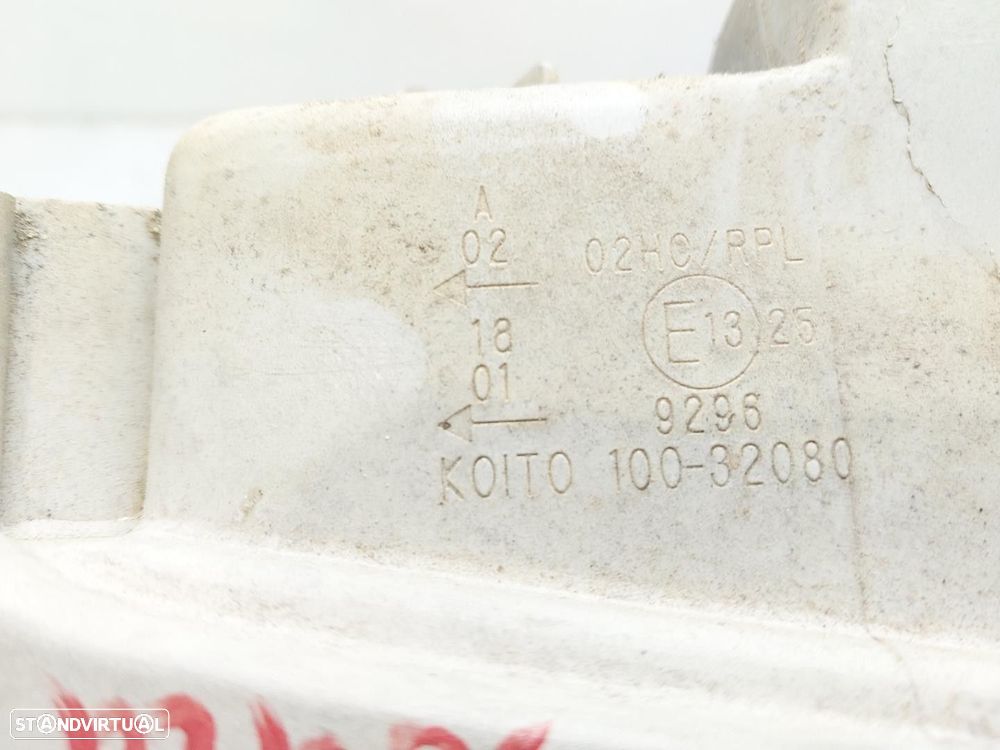 A
02
02HC/RPL
18
E13 25
01
9296
KOITO 100-32080
STANDVIRTUAL